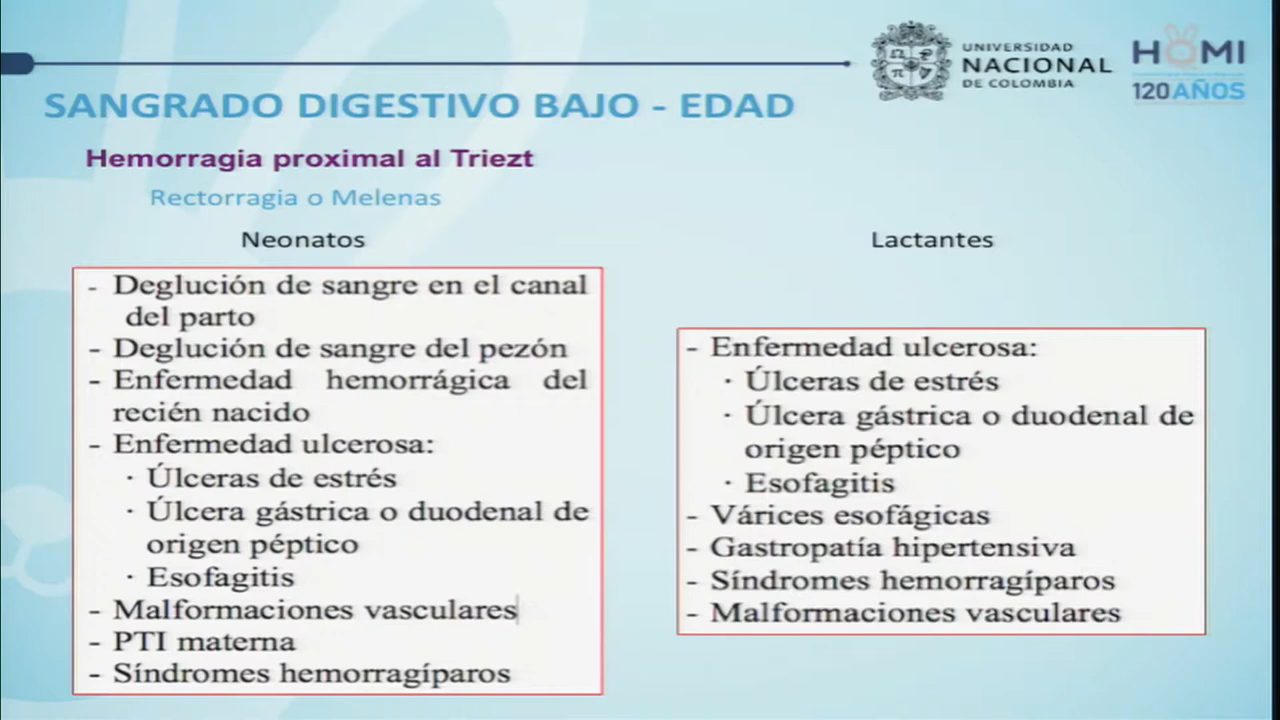 UNIVERSIDAD
NACIONAL
DE COLOMBIA
HOMI
120 AÑOS
SANGRADO DIGESTIVO BAJO - EDAD
Hemorragia proximal al Triezt
Rectorragia o Melenas
Neonatos
- Deglución de sangre en el canal
del parto
- Deglución de sangre del pezón
- Enfermedad hemorrágica del
recién nacido
- Enfermedad ulcerosa:
· Úlceras de estrés
· Úlcera gástrica o duodenal de
origen péptico
· Esofagitis
- Malformaciones vasculares
- PTI materna
- Síndromes hemorragíparos
Lactantes
- Enfermedad ulcerosa:
· Úlceras de estrés
· Úlcera gástrica o duodenal de
origen péptico
· Esofagitis
- Várices esofágicas
- Gastropatía hipertensiva
- Síndromes hemorragíparos
- Malformaciones vasculares